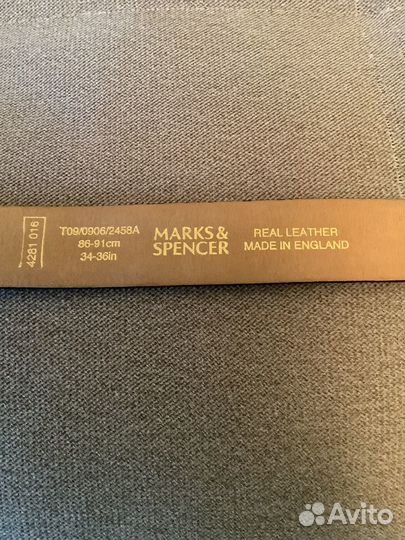 4281 016
T09/0906/2458A
86-91cm
34-36in
MARKS &
SPENCER
REAL LEATHER
MADE IN ENGLAND
Avito